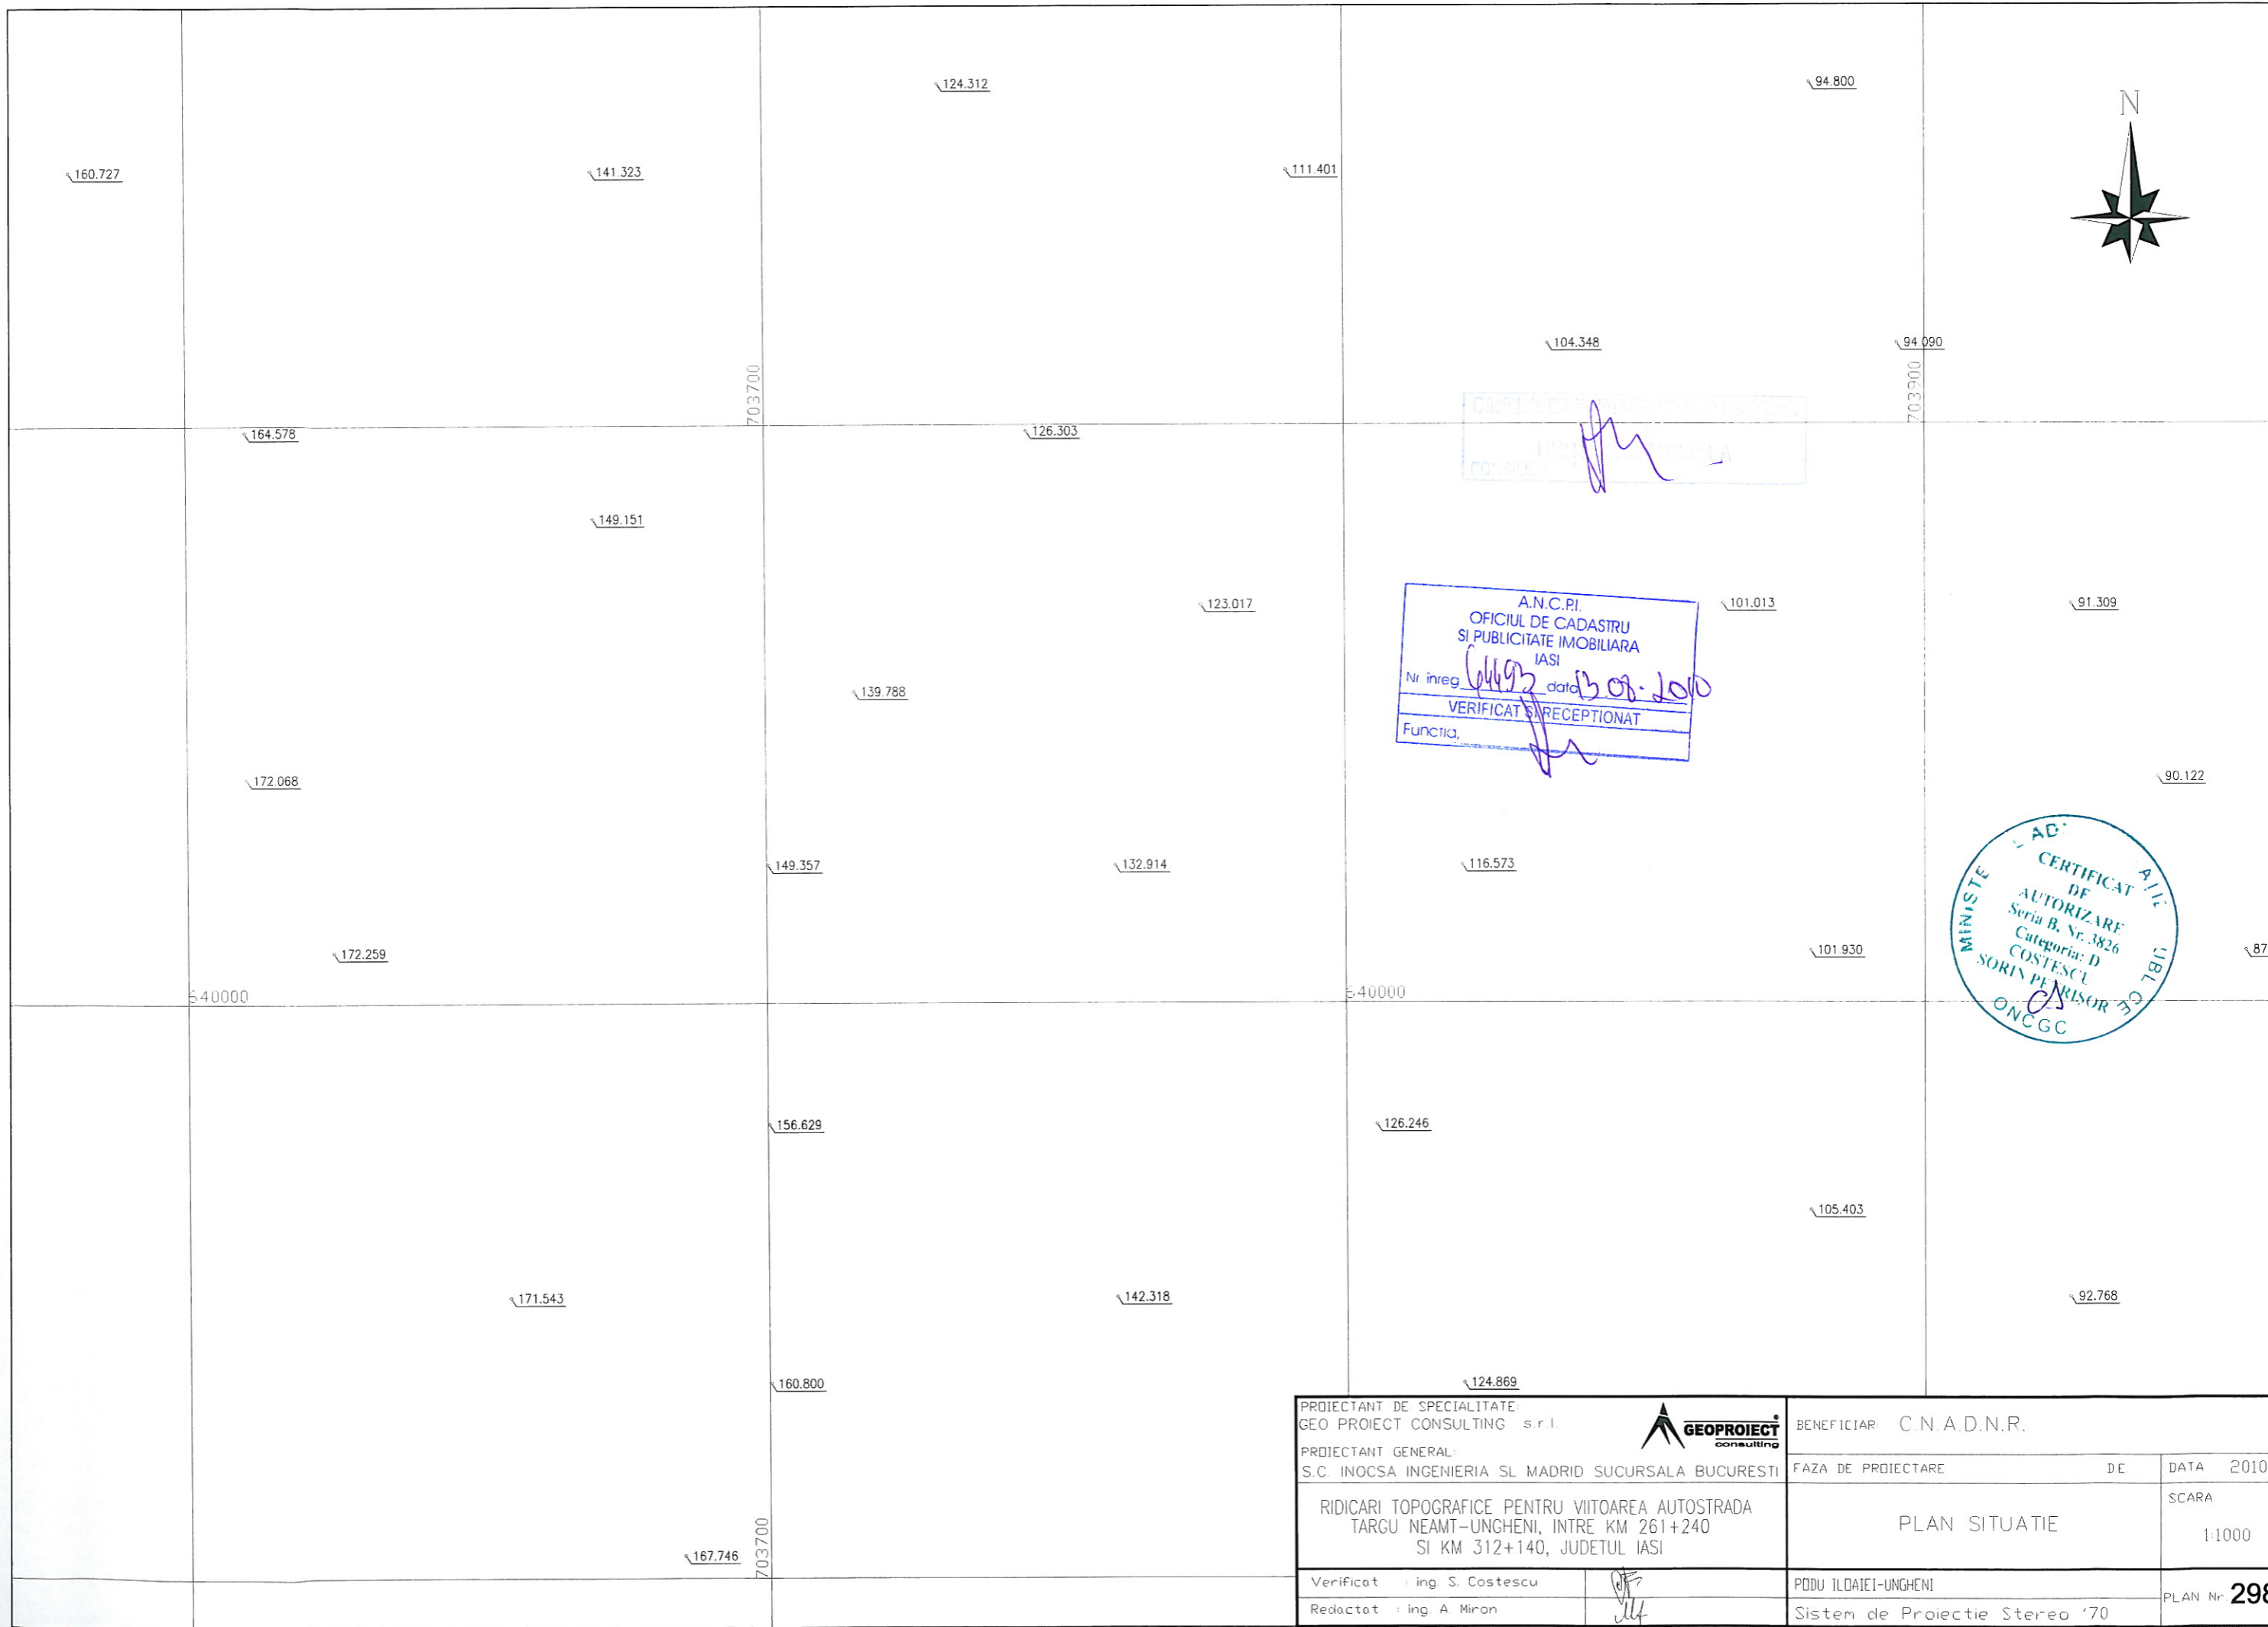 124.312
94.800
N
160.727
141.323
111.401
104.348
94.090
703700
703900
164.578
126.303
149.151
123.017
101.013
91.309
A.N.C.P.I.
OFICIUL DE CADASTRU
SI PUBLICITATE IMOBILIARA
IASI
Nr inreg 64493 data 13.08.2010
VERIFICAT SI RECEPTIONAT
Functia,
139.788
172.068
90.122
149.357
132.914
116.573
172.259
101.930
87
MINISTE
CERTIFICAT
DE
AUTORIZARE
Seria B, Nr. 3826
Categoria: D
COSTESCU
SORIN PETRISOR
ONCGC
640000
640000
156.629
126.246
105.403
171.543
142.318
92.768
160.800
124.869
167.746
703700
PROIECTANT DE SPECIALITATE:
GEO PROIECT CONSULTING s.r.l.
GEOPROIECT
consulting
PROIECTANT GENERAL:
S.C. INOCSA INGENIERIA SL MADRID SUCURSALA BUCURESTI
BENEFICIAR: C.N.A.D.N.R.
FAZA DE PROIECTARE DE
DATA 2010
RIDICARI TOPOGRAFICE PENTRU VIITOAREA AUTOSTRADA
TARGU NEAMT-UNGHENI, INTRE KM 261+240
SI KM 312+140, JUDETUL IASI
PLAN SITUATIE
SCARA
1:1000
Verificat : ing. S. Costescu
Redactat : ing. A. Miron
PODU ILOAIEI-UNGHENI
Sistem de Proiectie Stereo '70
PLAN Nr 298